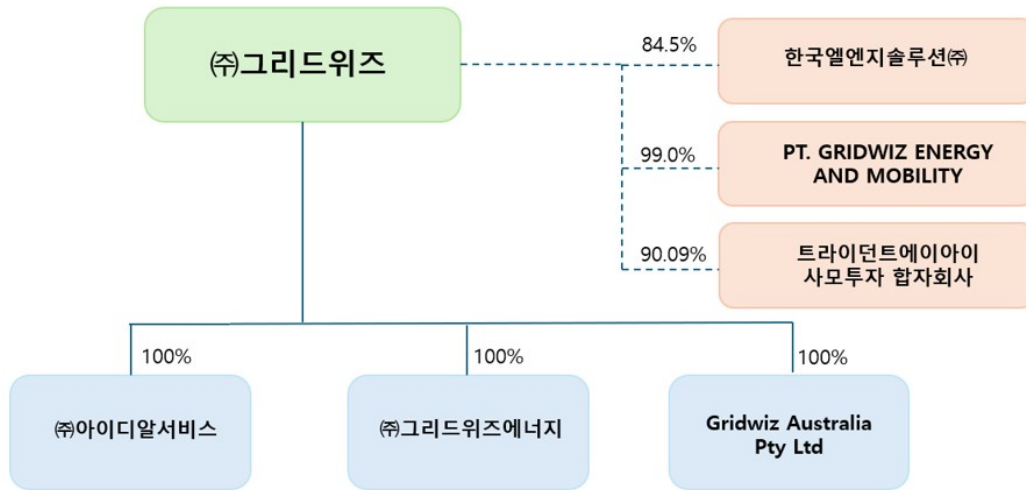 ㈜그리드위즈
84.5%
한국엘엔지솔루션㈜
99.0%
PT. GRIDWIZ ENERGY
AND MOBILITY
90.09%
트라이던트에이아이
사모투자 합자회사
100%
100%
100%
㈜아이디알서비스
㈜그리드위즈에너지
Gridwiz Australia
Pty Ltd